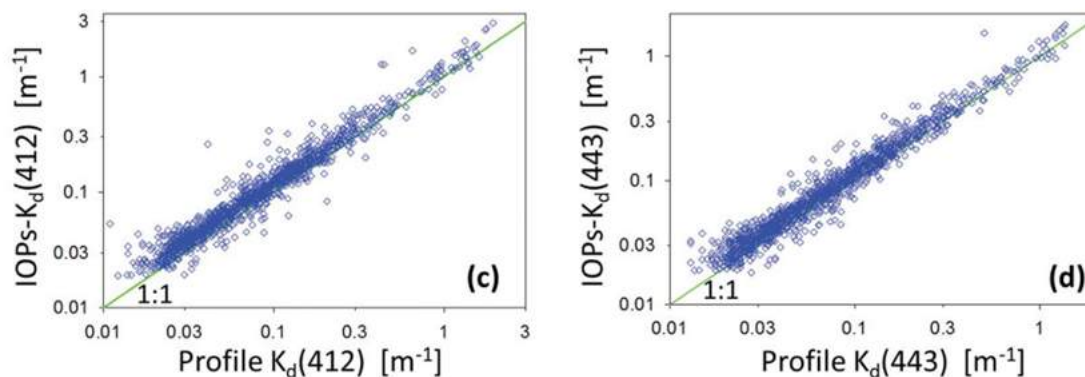 3
1
0.3
0.1
0.03
0.01
IOPs-Kd(412) [m-1]
1:1
(c)
0.01 0.03 0.1 0.3 1 3
Profile Kd(412) [m-1]
1
0.3
0.1
0.03
0.01
IOPs-Kd(443) [m-1]
1:1
(d)
0.01 0.03 0.1 0.3 1
Profile Kd(443) [m-1]